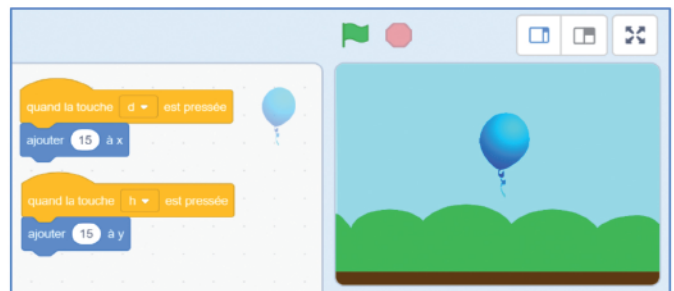 quand la touche d est pressée
ajouter 15 à x
quand la touche h est pressée
ajouter 15 à y